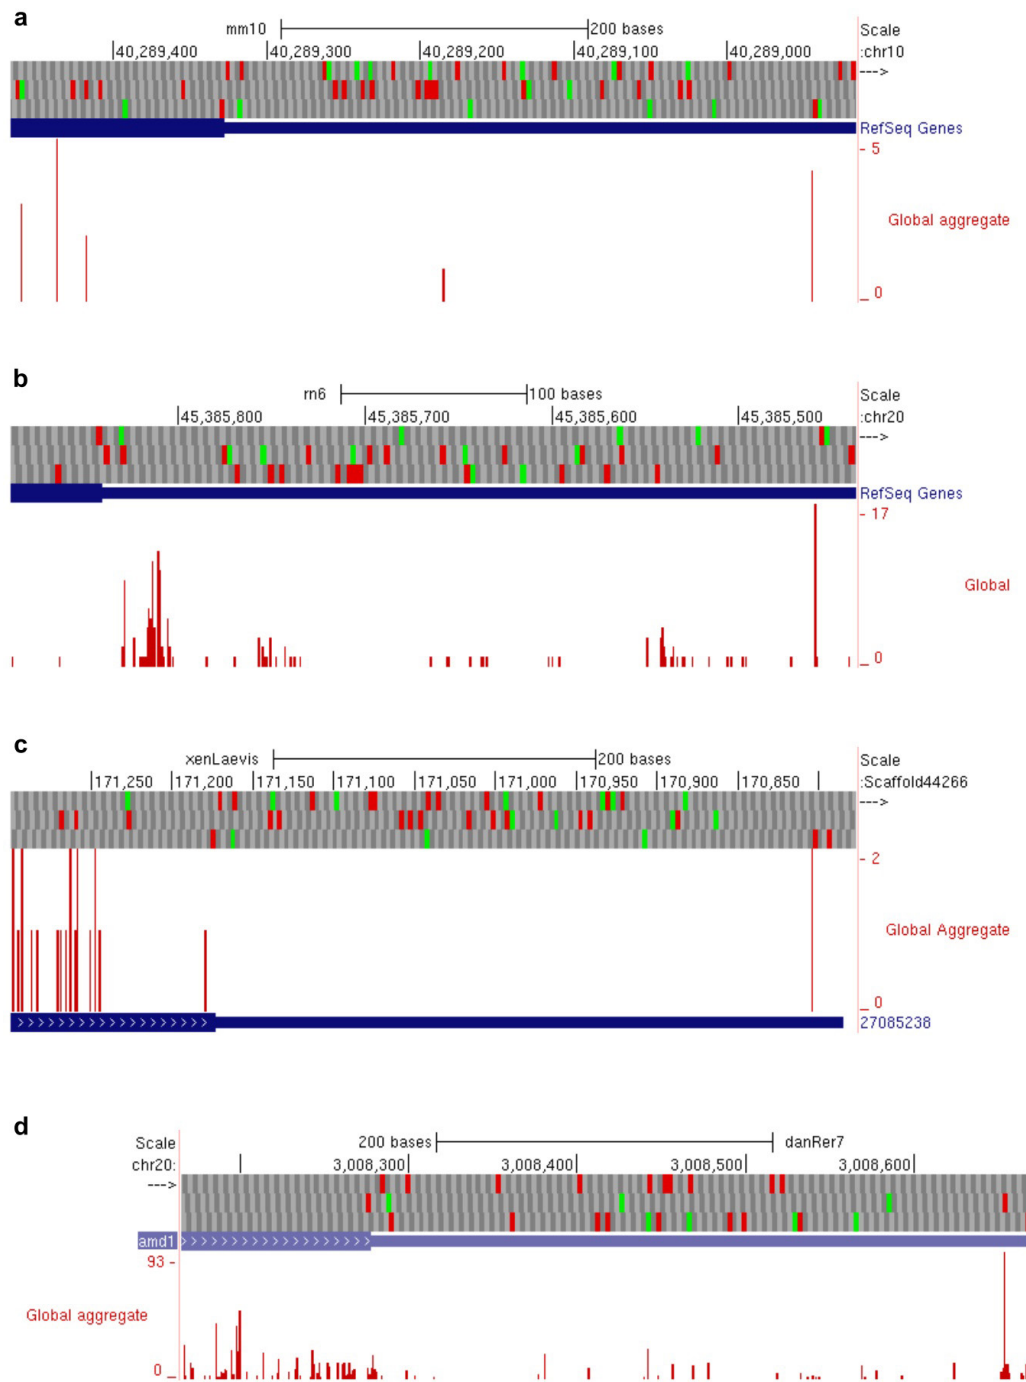 a
mm10 200 bases Scale
40,289,400 40,289,300 40,289,200 40,289,100 40,289,000 :chr10
--->
RefSeq Genes
- 5
Global aggregate
_ 0
b
rn6 100 bases Scale
45,385,800 45,385,700 45,385,600 45,385,500 :chr20
--->
RefSeq Genes
- 17
Global
_ 0
c
xenLaevis 200 bases Scale
171,250 171,200 171,150 171,100 171,050 171,000 170,950 170,900 170,850 :Scaffold44266
--->
- 2
Global Aggregate
_ 0
> > > > > > > > > > > > > > > > > > > 27085238
d
Scale 200 bases danRer7
chr20: 3,008,300 3,008,400 3,008,500 3,008,600
--->
amd1 > > > > > > > > > > > > > > > > > >
93 -
Global aggregate
0 _